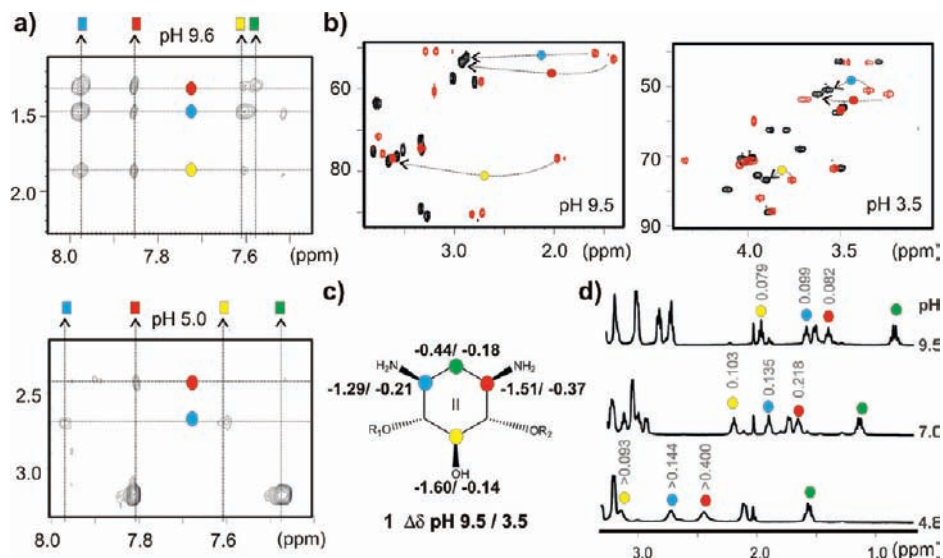 a)
pH 9.6
1.5
2.0
8.0 7.8 7.6 (ppm)
pH 5.0
2.5
3.0
8.0 7.8 7.6 (ppm)
b)
60
80
pH 9.5
3.0 2.0 (ppm)
50
70
90
pH 3.5
4.0 3.5 (ppm)
c)
-0.44/ -0.18
H₂N NH₂
-1.29/ -0.21 -1.51/ -0.37
II
R₁O OR₂
OH
-1.60/ -0.14
1 Δδ pH 9.5 / 3.5
d)
pH
0.079 0.099 0.082
9.5
0.103 0.135 0.218
7.0
>0.093 >0.144 >0.400
4.8
3.0 2.0 1.0 (ppm)